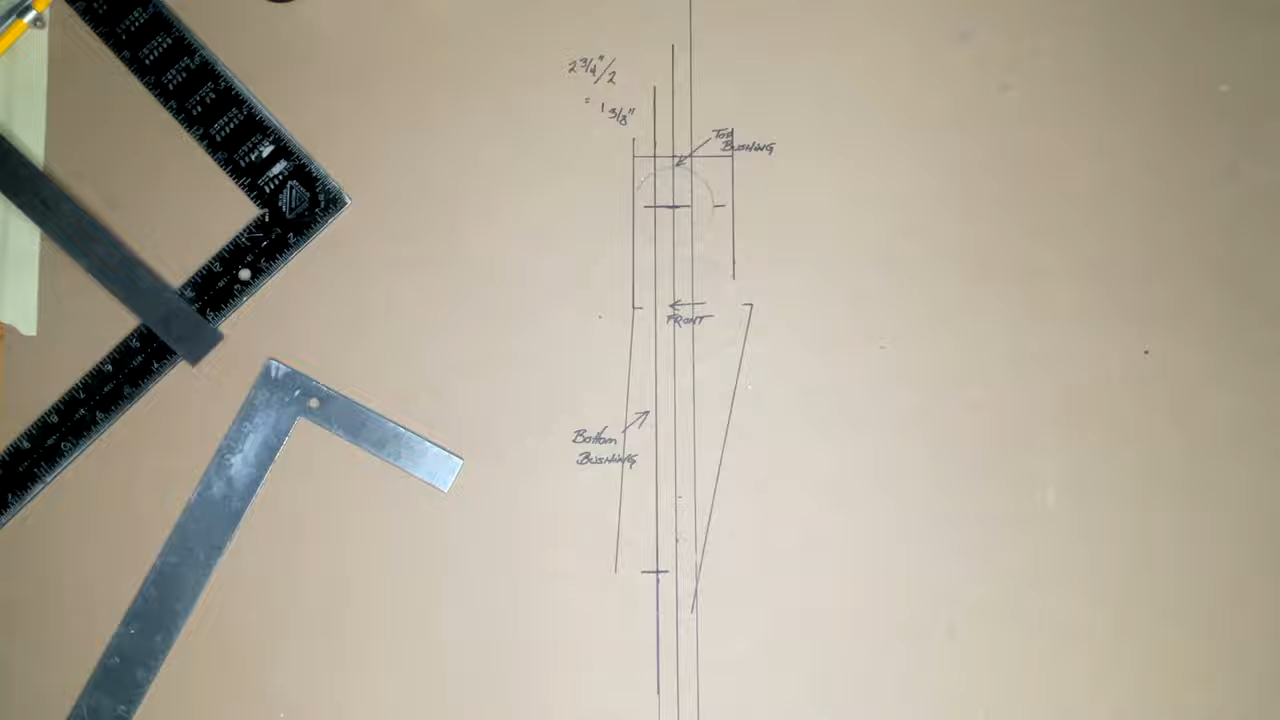 2 3/4"/2
= 1 3/8"
Top
BUSHING
FRONT
Bottom
BUSHING